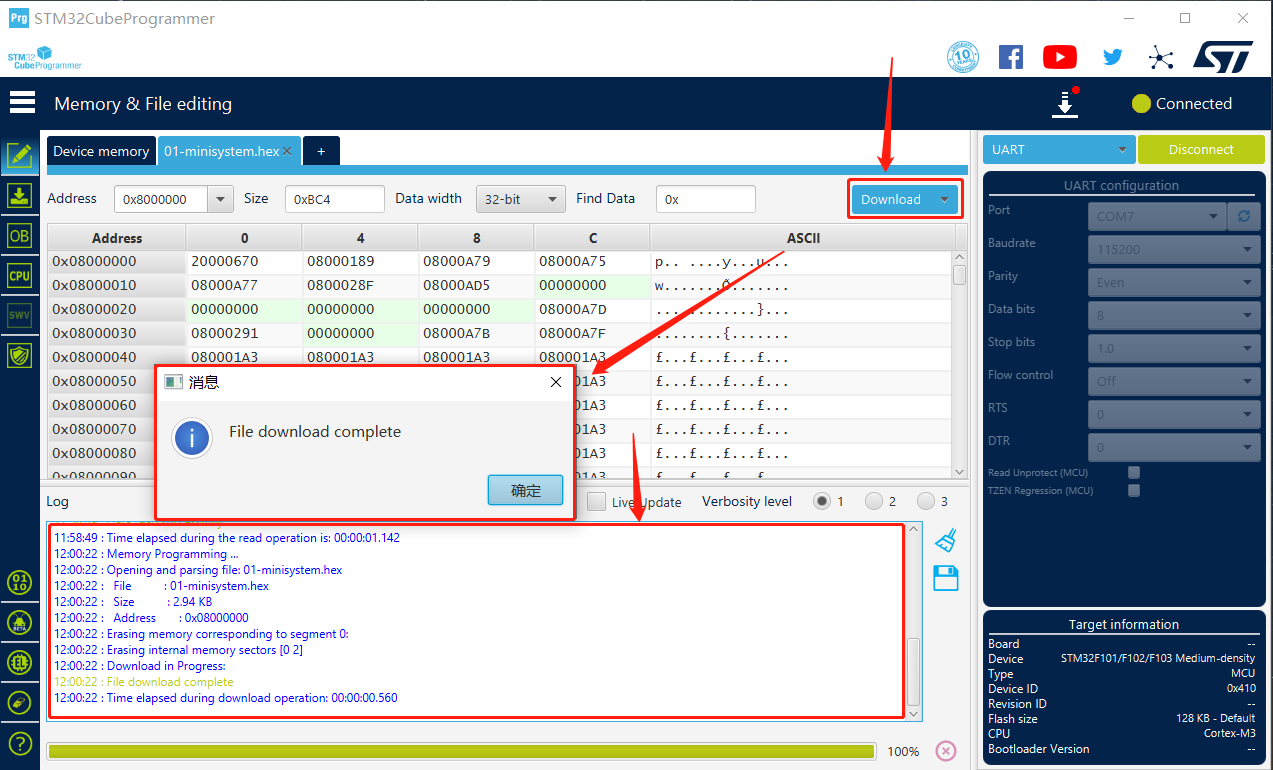 Prg STM32CubeProgrammer
STM32
CubeProgrammer
10
ST
Memory & File editing
Connected
Device memory 01-minisystem.hex × +
UART Disconnect
Address 0x8000000 Size 0xBC4 Data width 32-bit Find Data 0x Download
Address 0 4 8 C ASCII
0x08000000 20000670 08000189 08000A79 08000A75 p.. ....y...u...
0x08000010 08000A77 0800028F 08000AD5 00000000
0x08000020 00000000 00000000 00000000 08000A7D ............}...
0x08000030 08000291 00000000 08000A7B 08000A7F ........{.......
0x08000040 080001A3 080001A3 080001A3 080001A3 £...£...£...£...
0x08000050 01A3 £...£...£...£...
0x08000060 01A3 £...£...£...£...
0x08000070 01A3 £...£...£...£...
0x08000080 01A3 £...£...£...£...
0x08000090 01A3 £...£...£...£...
消息
File download complete
确定
OB
CPU
SWV
01
10
BETA
EL
?
Log Live Update Verbosity level 1 2 3
11:58:49 : Time elapsed during the read operation is: 00:00:01.142
12:00:22 : Memory Programming ...
12:00:22 : Opening and parsing file: 01-minisystem.hex
12:00:22 : File : 01-minisystem.hex
12:00:22 : Size : 2.94 KB
12:00:22 : Address : 0x08000000
12:00:22 : Erasing memory corresponding to segment 0:
12:00:22 : Erasing internal memory sectors [0 2]
12:00:22 : Download in Progress:
12:00:22 : File download complete
12:00:22 : Time elapsed during download operation: 00:00:00.560
100%
UART configuration
Port COM7
Baudrate 115200
Parity Even
Data bits 8
Stop bits 1.0
Flow control Off
RTS 0
DTR 0
Read Unprotect (MCU)
TZEN Regression (MCU)
Target information
Board --
Device STM32F101/F102/F103 Medium-density
Type MCU
Device ID 0x410
Revision ID --
Flash size 128 KB - Default
CPU Cortex-M3
Bootloader Version --